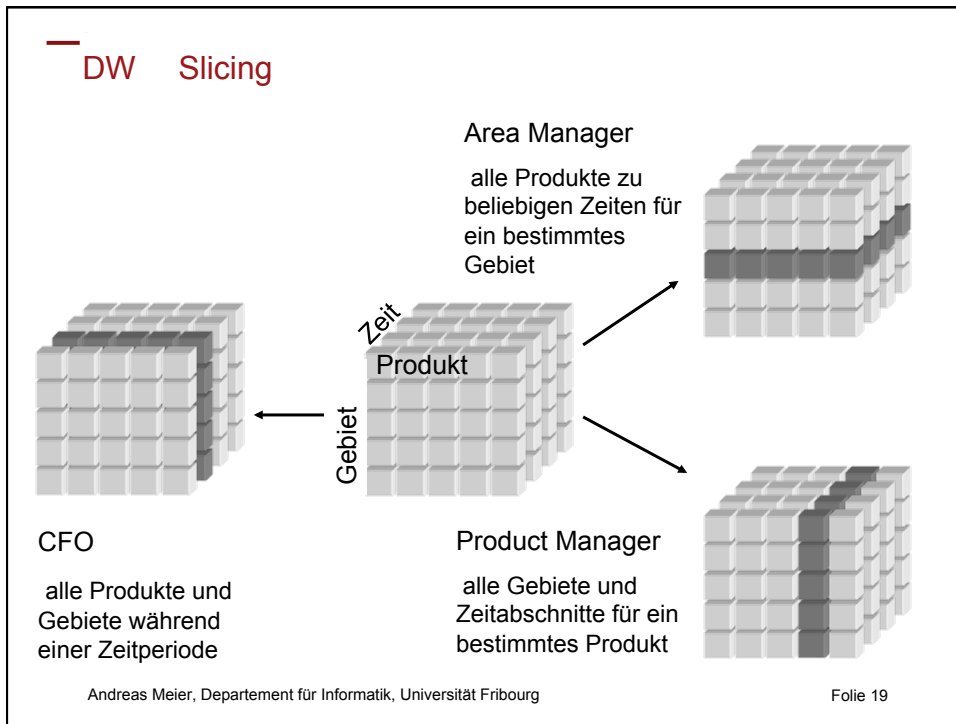 DW Slicing
Area Manager
alle Produkte zu
beliebigen Zeiten für
ein bestimmtes
Gebiet
Zeit
Produkt
Gebiet
CFO
alle Produkte und
Gebiete während
einer Zeitperiode
Product Manager
alle Gebiete und
Zeitabschnitte für ein
bestimmtes Produkt
Andreas Meier, Departement für Informatik, Universität Fribourg
Folie 19